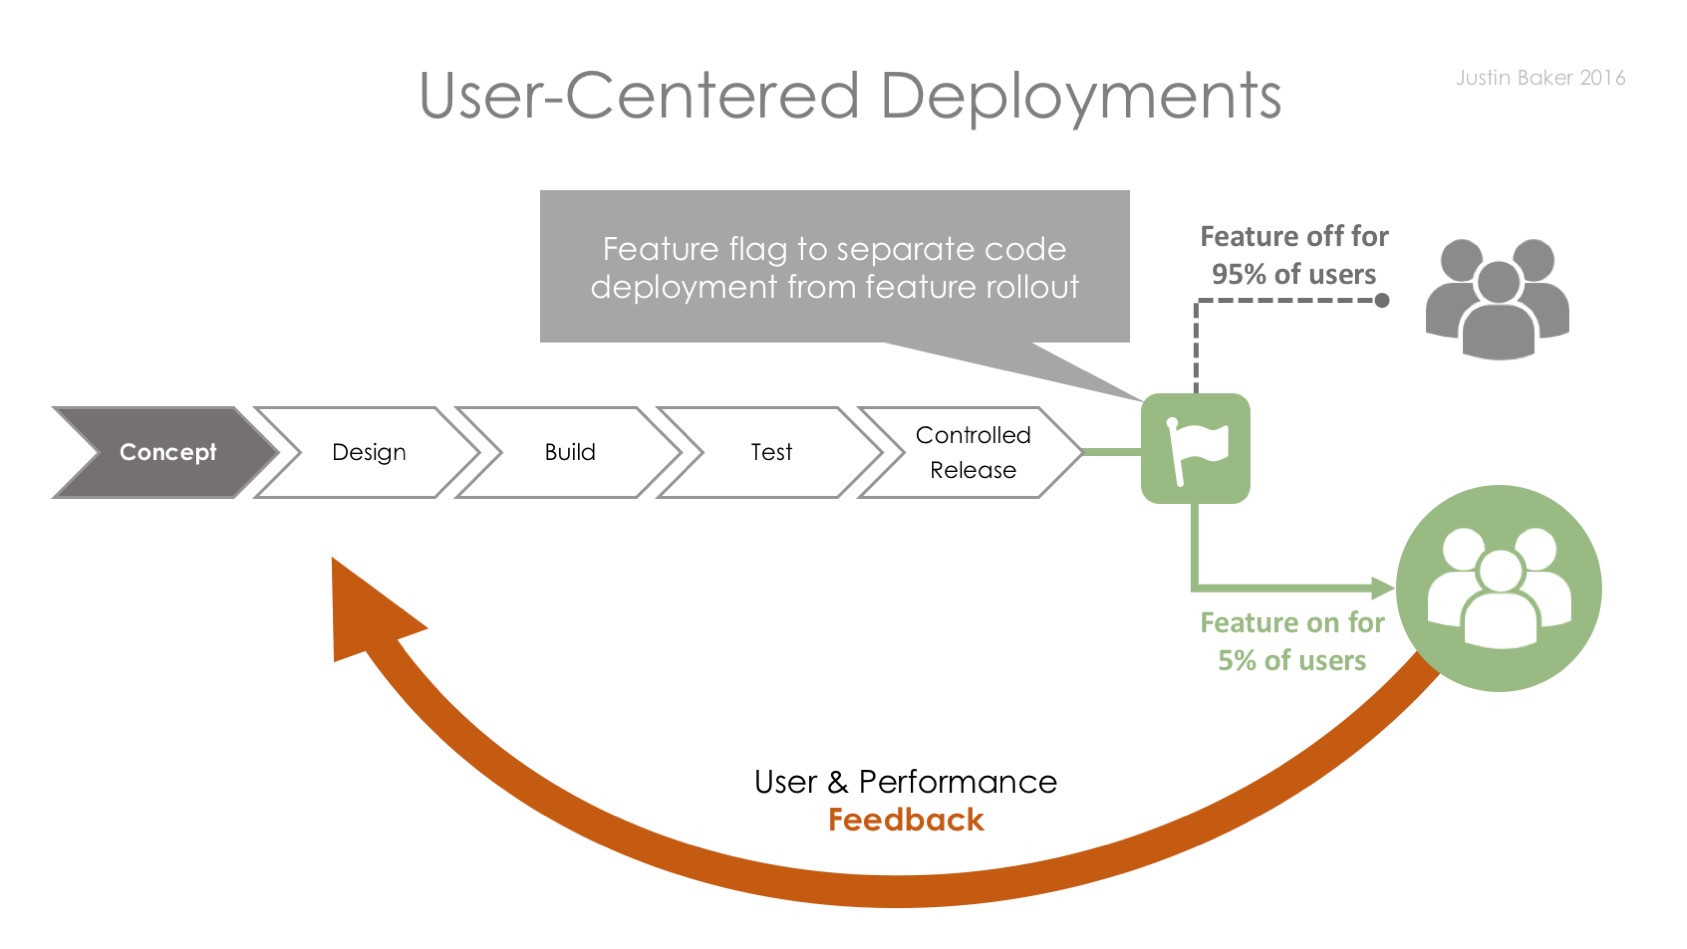 User-Centered Deployments
Justin Baker 2016
Feature flag to separate code
deployment from feature rollout
Feature off for
95% of users
Concept
Design
Build
Test
Controlled
Release
Feature on for
5% of users
User & Performance
Feedback